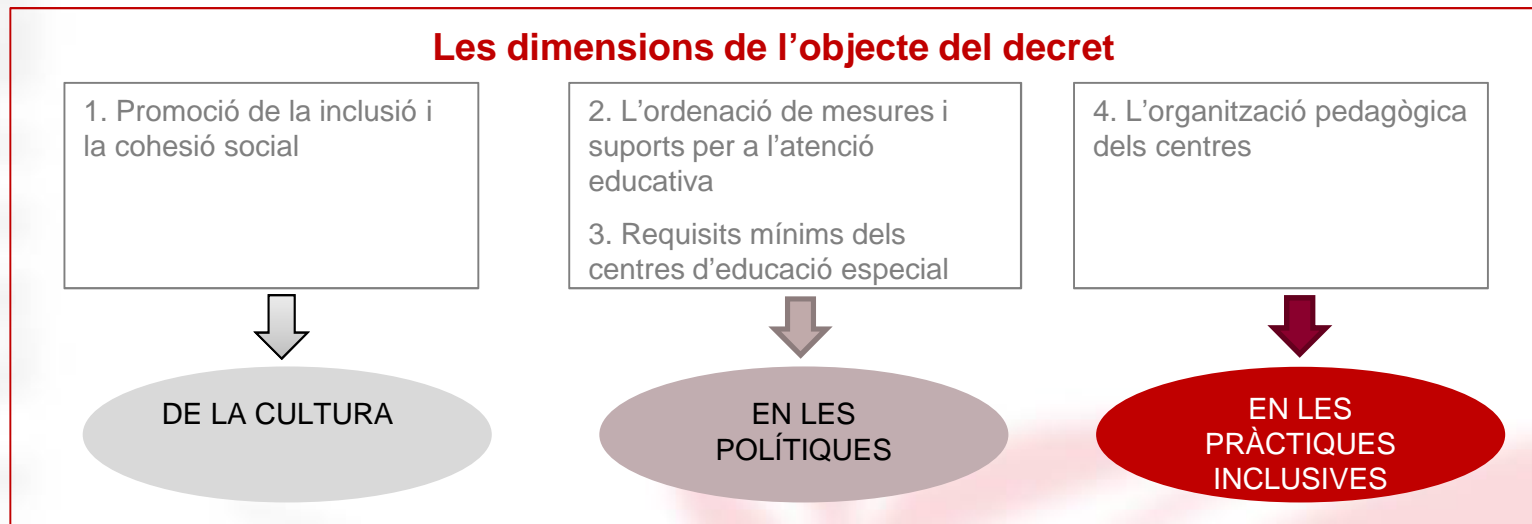 Les dimensions de l’objecte del decret
1. Promoció de la inclusió i
la cohesió social
2. L’ordenació de mesures i
suports per a l’atenció
educativa
3. Requisits mínims dels
centres d’educació especial
4. L’organització pedagògica
dels centres
DE LA CULTURA
EN LES
POLÍTIQUES
EN LES
PRÀCTIQUES
INCLUSIVES